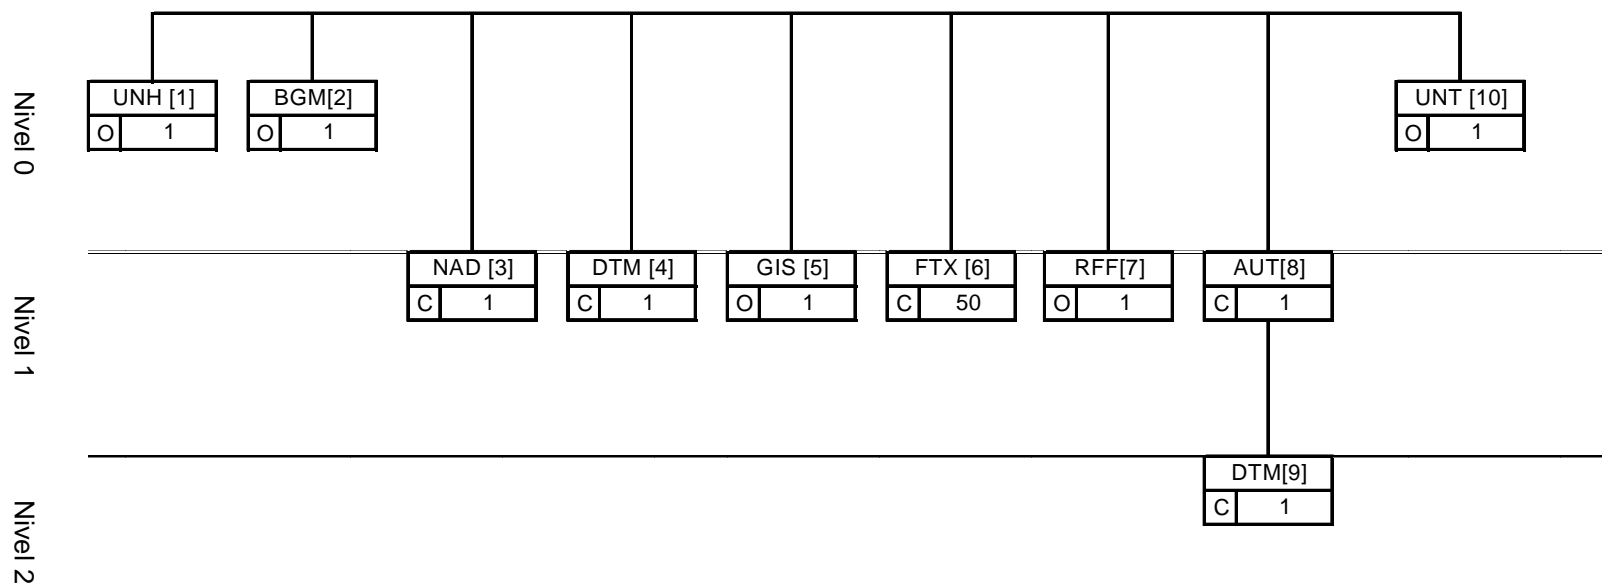 Nivel 0
UNH [1]
O 1
BGM[2]
O 1
UNT [10]
O 1
Nivel 1
NAD [3]
C 1
DTM [4]
C 1
GIS [5]
O 1
FTX [6]
C 50
RFF[7]
O 1
AUT[8]
C 1
Nivel 2
DTM[9]
C 1